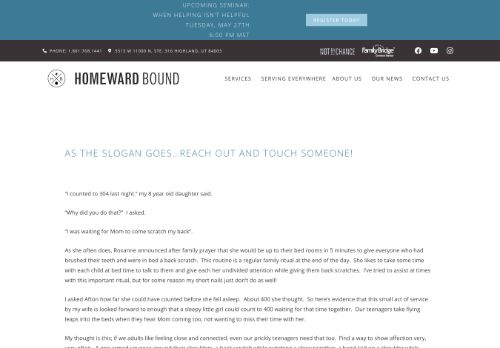 UPCOMING SEMINAR:
WHEN HELPING ISN'T HELPFUL
TUESDAY, MAY 27TH
6:00 PM MST
REGISTER TODAY
PHONE: 1.801.768.1441
5513 W 11000 N, STE. 316 HIGHLAND, UT 84003
NOT BY CHANCE
FamilyBridge
HOMEWARD BOUND
SERVICES
SERVING EVERYWHERE
ABOUT US
OUR NEWS
CONTACT US
AS THE SLOGAN GOES...REACH OUT AND TOUCH SOMEONE!
"I counted to 304 last night." my 8 year old daughter said.
"Why did you do that?" I asked.
"I was waiting for Mom to come scratch my back".
As she often does, Roxanne announced after family prayer that she would be up to their bed rooms in 5 minutes to give everyone who had
brushed their teeth and were in bed a back scratch. This routine is a regular family ritual at the end of the day. She likes to take some time
with each child at bed time to talk to them and give each her undivided attention while giving them back scratches. I've tried to assist at times
with this important ritual, but for some reason my short nails just don't do as well!
I asked Afton how far she could have counted before she fell asleep. About 400 she thought. So here's evidence that this small act of service
by my wife is looked forward to enough that a sleepy little girl could count to 400 waiting for that time together. Our teenagers take flying
leaps into the beds when they hear Mom coming too, not wanting to miss their time with her.
My thought is this; if we adults like feeling close and connected, even our prickly teenagers need that too. Find a way to show affection very,